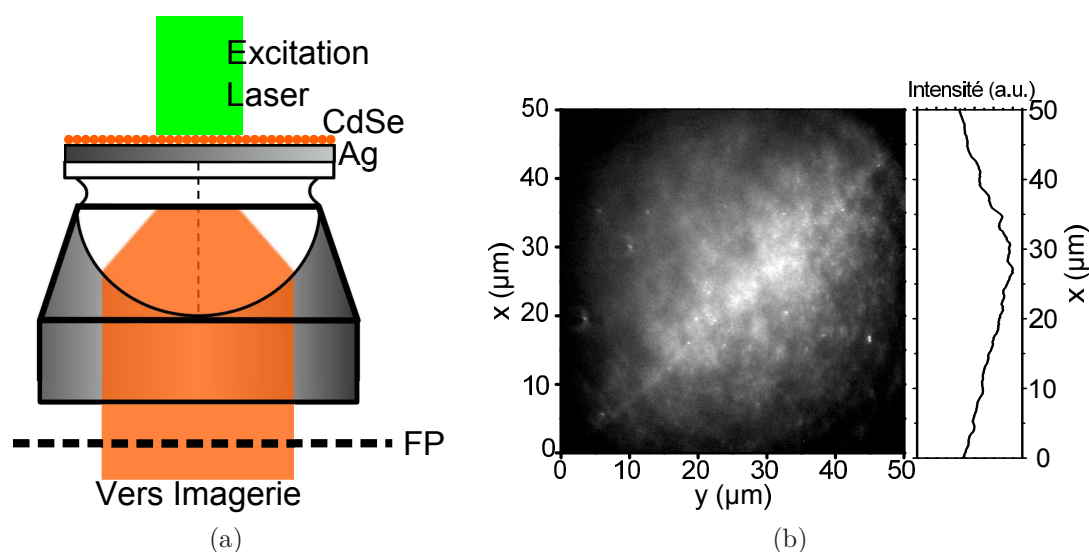 Excitation
Laser
CdSe
Ag
FP
Vers Imagerie
(a)
Intensité (a.u.)
50
40
30
20
10
0
x (µm)
0
10
20
30
40
50
y (µm)
50
40
30
20
10
0
x (µm)
(b)